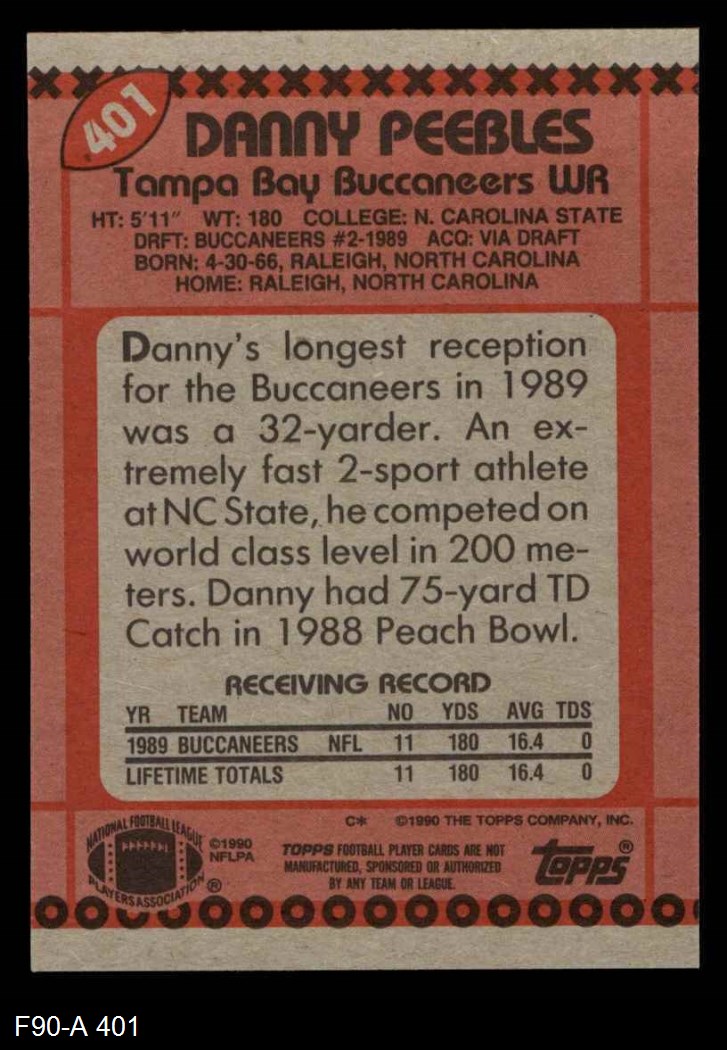 401
DANNY PEEBLES
Tampa Bay Buccaneers WR
HT: 5'11" WT: 180 COLLEGE: N. CAROLINA STATE
DRFT: BUCCANEERS #2-1989 ACQ: VIA DRAFT
BORN: 4-30-66, RALEIGH, NORTH CAROLINA
HOME: RALEIGH, NORTH CAROLINA
Danny's longest reception
for the Buccaneers in 1989
was a 32-yarder. An ex-
tremely fast 2-sport athlete
at NC State, he competed on
world class level in 200 me-
ters. Danny had 75-yard TD
Catch in 1988 Peach Bowl.
RECEIVING RECORD
YR TEAM NO YDS AVG TDS
1989 BUCCANEERS NFL 11 180 16.4 0
LIFETIME TOTALS 11 180 16.4 0
C* ©1990 THE TOPPS COMPANY, INC.
NATIONAL FOOTBALL LEAGUE
PLAYERS ASSOCIATION ®
©1990
NFLPA
TOPPS FOOTBALL PLAYER CARDS ARE NOT
MANUFACTURED, SPONSORED OR AUTHORIZED
BY ANY TEAM OR LEAGUE.
Topps®
F90-A 401